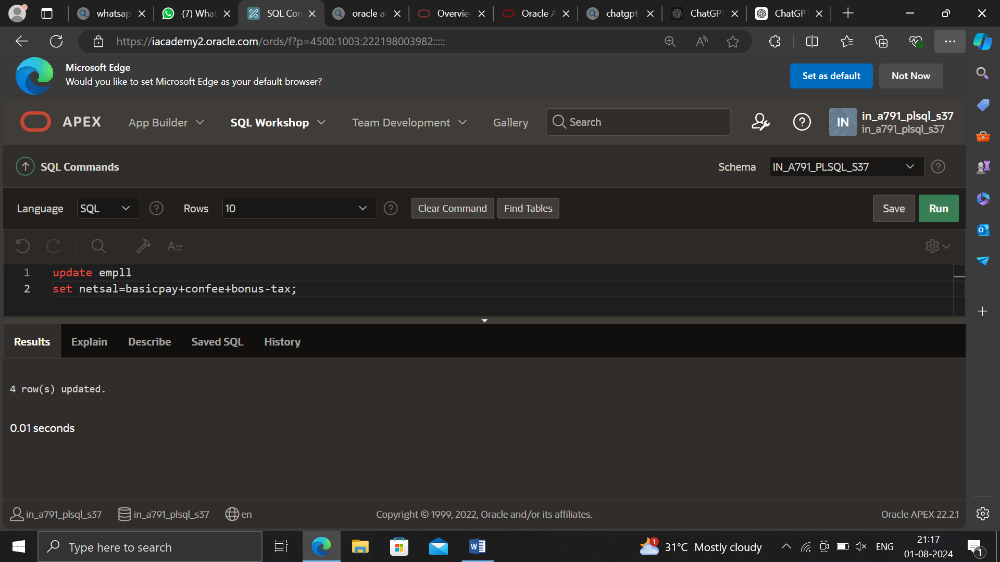 whatsap
(7) What
SQL Con
oracle ac
Overview
Oracle A
chatgpt
ChatGPT
ChatGPT
https://iacademy2.oracle.com/ords/f?p=4500:1003:222198003982:::::
Microsoft Edge
Would you like to set Microsoft Edge as your default browser?
Set as default
Not Now
APEX
App Builder
SQL Workshop
Team Development
Gallery
Search
IN
in_a791_plsql_s37
in_a791_plsql_s37
SQL Commands
Schema
IN_A791_PLSQL_S37
Language
SQL
Rows
10
Clear Command
Find Tables
Save
Run
1 update empll
2 set netsal=basicpay+confee+bonus-tax;
Results
Explain
Describe
Saved SQL
History
4 row(s) updated.
0.01 seconds
in_a791_plsql_s37
in_a791_plsql_s37
en
Copyright © 1999, 2022, Oracle and/or its affiliates.
Oracle APEX 22.2.1
Type here to search
1
31°C Mostly cloudy
ENG
21:17
01-08-2024
1